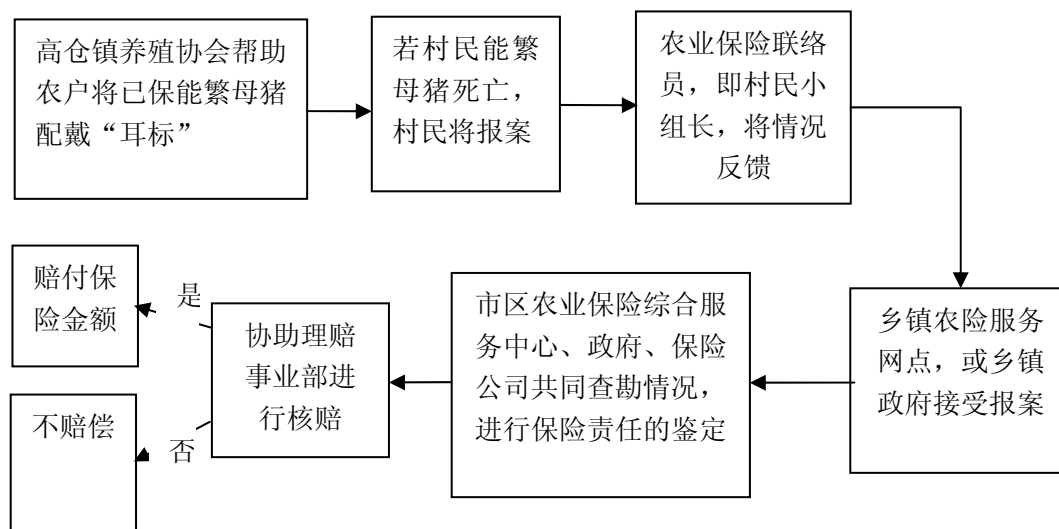 高仓镇养殖协会帮助
农户将已保能繁母猪
配戴“耳标”
若村民能繁
母猪死亡，
村民将报案
农业保险联络
员，即村民小
组长，将情况
反馈
乡镇农险服务
网点，或乡镇
政府接受报案
市区农业保险综合服
务中心、政府、保险
公司共同查勘情况，
进行保险责任的鉴定
协助理赔
事业部进
行核赔
是
赔付保
险金额
否
不赔偿